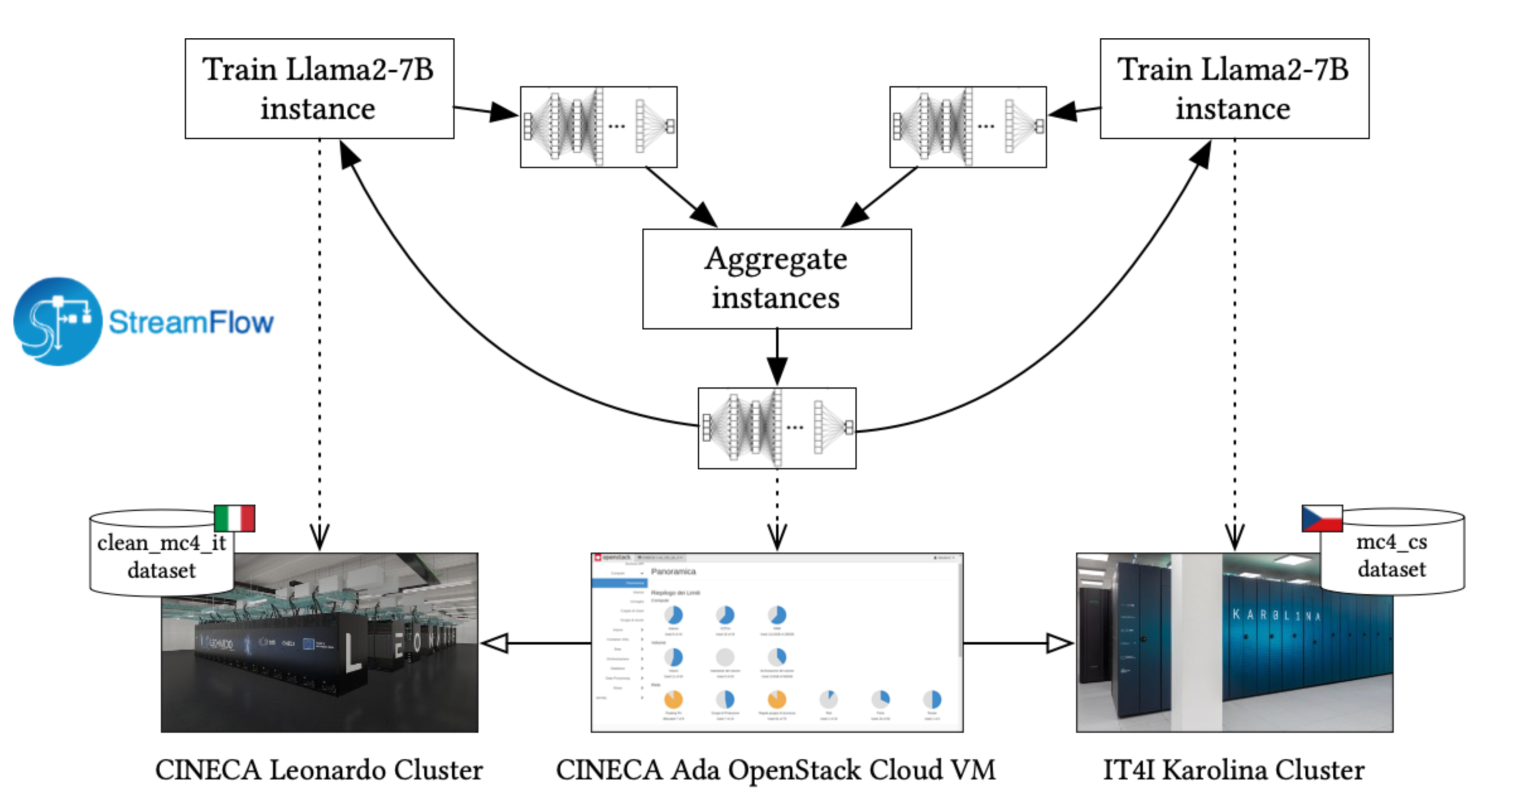 Train Llama2-7B
instance
Train Llama2-7B
instance
Aggregate
instances
StreamFlow
clean_mc4_it
dataset
mc4_cs
dataset
openstack
Panoramica
Riepilogo dei Limiti
LEO
KAROLINA
CINECA Leonardo Cluster
CINECA Ada OpenStack Cloud VM
IT4I Karolina Cluster